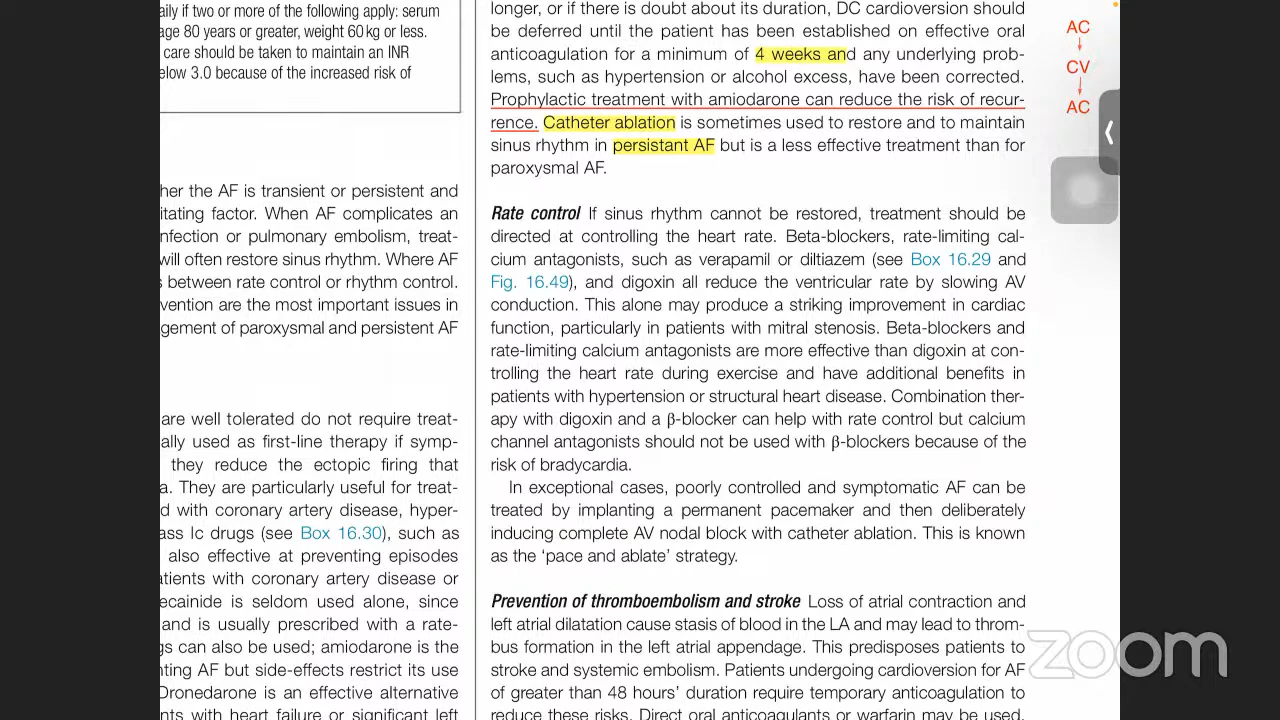 aily if two or more of the following apply: serum
age 80 years or greater, weight 60 kg or less.
care should be taken to maintain an INR
elow 3.0 because of the increased risk of
her the AF is transient or persistent and
itating factor. When AF complicates an
nfection or pulmonary embolism, treat-
will often restore sinus rhythm. Where AF
s between rate control or rhythm control.
vention are the most important issues in
gement of paroxysmal and persistent AF
are well tolerated do not require treat-
ally used as first-line therapy if symp-
they reduce the ectopic firing that
a. They are particularly useful for treat-
d with coronary artery disease, hyper-
ass Ic drugs (see Box 16.30), such as
also effective at preventing episodes
atients with coronary artery disease or
ecainide is seldom used alone, since
and is usually prescribed with a rate-
gs can also be used; amiodarone is the
nting AF but side-effects restrict its use
Dronedarone is an effective alternative
nts with heart failure or significant left
longer, or if there is doubt about its duration, DC cardioversion should
be deferred until the patient has been established on effective oral
anticoagulation for a minimum of 4 weeks and any underlying prob-
lems, such as hypertension or alcohol excess, have been corrected.
Prophylactic treatment with amiodarone can reduce the risk of recur-
rence. Catheter ablation is sometimes used to restore and to maintain
sinus rhythm in persistant AF but is a less effective treatment than for
paroxysmal AF.
Rate control If sinus rhythm cannot be restored, treatment should be
directed at controlling the heart rate. Beta-blockers, rate-limiting cal-
cium antagonists, such as verapamil or diltiazem (see Box 16.29 and
Fig. 16.49), and digoxin all reduce the ventricular rate by slowing AV
conduction. This alone may produce a striking improvement in cardiac
function, particularly in patients with mitral stenosis. Beta-blockers and
rate-limiting calcium antagonists are more effective than digoxin at con-
trolling the heart rate during exercise and have additional benefits in
patients with hypertension or structural heart disease. Combination ther-
apy with digoxin and a β-blocker can help with rate control but calcium
channel antagonists should not be used with β-blockers because of the
risk of bradycardia.
In exceptional cases, poorly controlled and symptomatic AF can be
treated by implanting a permanent pacemaker and then deliberately
inducing complete AV nodal block with catheter ablation. This is known
as the ‘pace and ablate’ strategy.
Prevention of thromboembolism and stroke Loss of atrial contraction and
left atrial dilatation cause stasis of blood in the LA and may lead to throm-
bus formation in the left atrial appendage. This predisposes patients to
stroke and systemic embolism. Patients undergoing cardioversion for AF
of greater than 48 hours’ duration require temporary anticoagulation to
reduce these risks. Direct oral anticoagulants or warfarin may be used,
AC
↓
CV
↓
AC
zoom